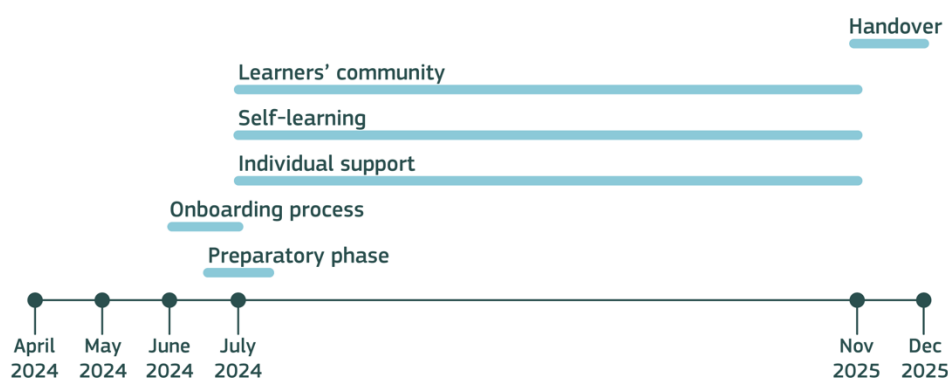 Handover
Learners’ community
Self-learning
Individual support
Onboarding process
Preparatory phase
April
2024
May
2024
June
2024
July
2024
Nov
2025
Dec
2025